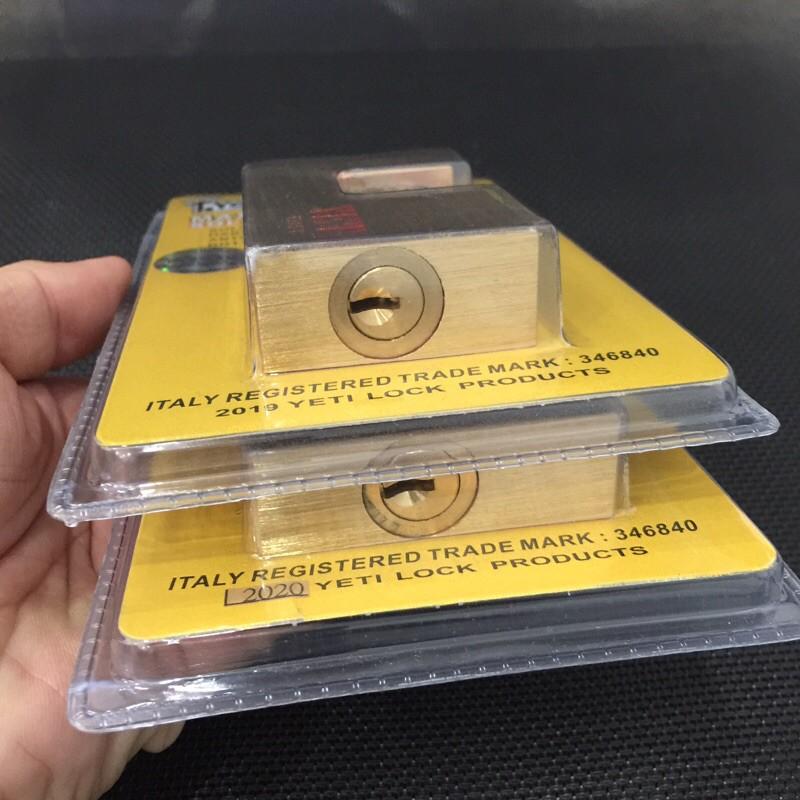 ITALY REGISTERED TRADE MARK : 346840
2019 YETI LOCK PRODUCTS
ITALY REGISTERED TRADE MARK : 346840
2020 YETI LOCK PRODUCTS